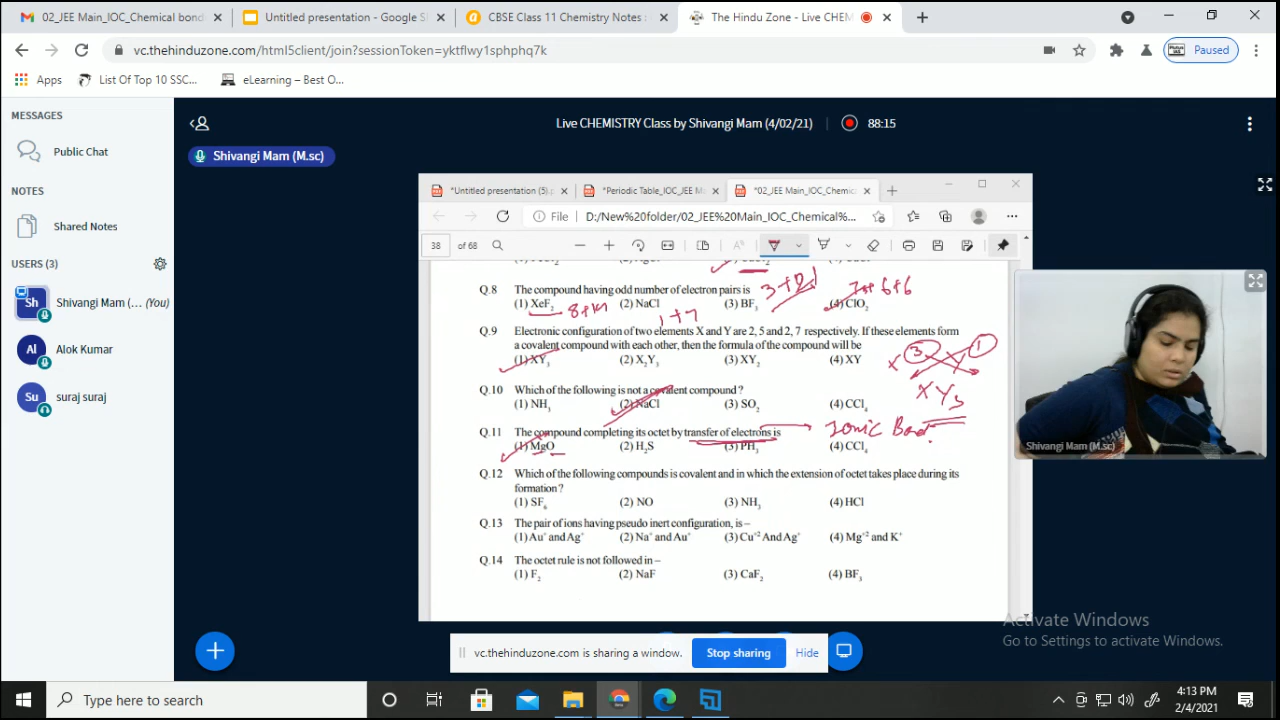 02_JEE Main_IOC_Chemical bond
Untitled presentation - Google S
CBSE Class 11 Chemistry Notes :
The Hindu Zone - Live CHEM
vc.thehinduzone.com/html5client/join?sessionToken=yktflwy1sphphq7k
Paused
Apps
List Of Top 10 SSC...
eLearning – Best O...
MESSAGES
Public Chat
NOTES
Shared Notes
USERS (3)
Sh
Shivangi Mam (... (You)
Al
Alok Kumar
Su
suraj suraj
Live CHEMISTRY Class by Shivangi Mam (4/02/21)
88:15
Shivangi Mam (M.sc)
*Untitled presentation (5).p
*Periodic Table_IOC_JEE M
*02_JEE Main_IOC_Chemic
File
D:/New%20folder/02_JEE%20Main_IOC_Chemical%...
38 of 68
Q.8 The compound having odd number of electron pairs is
(1) XeF2 (2) NaCl (3) BF3 (4) ClO2
8+14
1+7
Q.9 Electronic configuration of two elements X and Y are 2, 5 and 2, 7 respectively. If these elements form
a covalent compound with each other, then the formula of the compound will be
(1) XY3 (2) X2Y3 (3) XY2 (4) XY
X 3 Y 1
XY3
Q.10 Which of the following is not a covalent compound ?
(1) NH3 (2) NaCl (3) SO2 (4) CCl4
Q.11 The compound completing its octet by transfer of electrons is
Ionic Bond
(1) MgO (2) H2S (3) PH3 (4) CCl4
Q.12 Which of the following compounds is covalent and in which the extension of octet takes place during its
formation ?
(1) SF6 (2) NO (3) NH3 (4) HCl
Q.13 The pair of ions having pseudo inert configuration, is –
(1) Au+ and Ag+ (2) Na+ and Au+ (3) Cu+2 And Ag+ (4) Mg+2 and K+
Q.14 The octet rule is not followed in –
(1) F2 (2) NaF (3) CaF2 (4) BF3
Shivangi Mam (M.sc)
Activate Windows
Go to Settings to activate Windows.
vc.thehinduzone.com is sharing a window.
Stop sharing
Hide
Type here to search
4:13 PM
2/4/2021